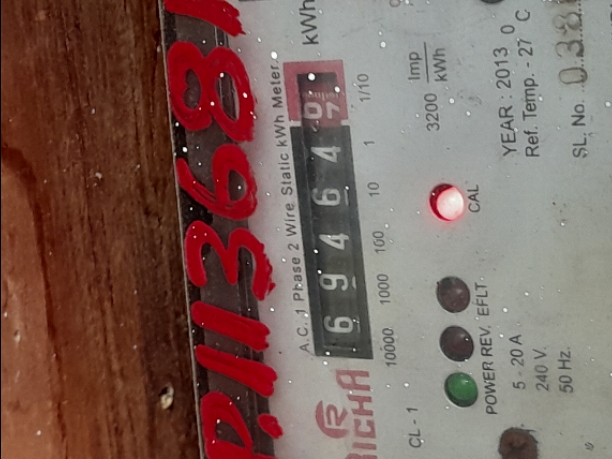 P.113681
A.C. 1 Phase 2 Wire Static kWh Meter
6 9 4 6 4 kWh
10000 1000 100 10 1 1/10
RICHA
CL - 1
3200 Imp/kWh
POWER REV. EFLT CAL
5 - 20 A
240 V.
50 Hz.
YEAR : 2013
Ref. Temp. - 27 0 C
SL. No.